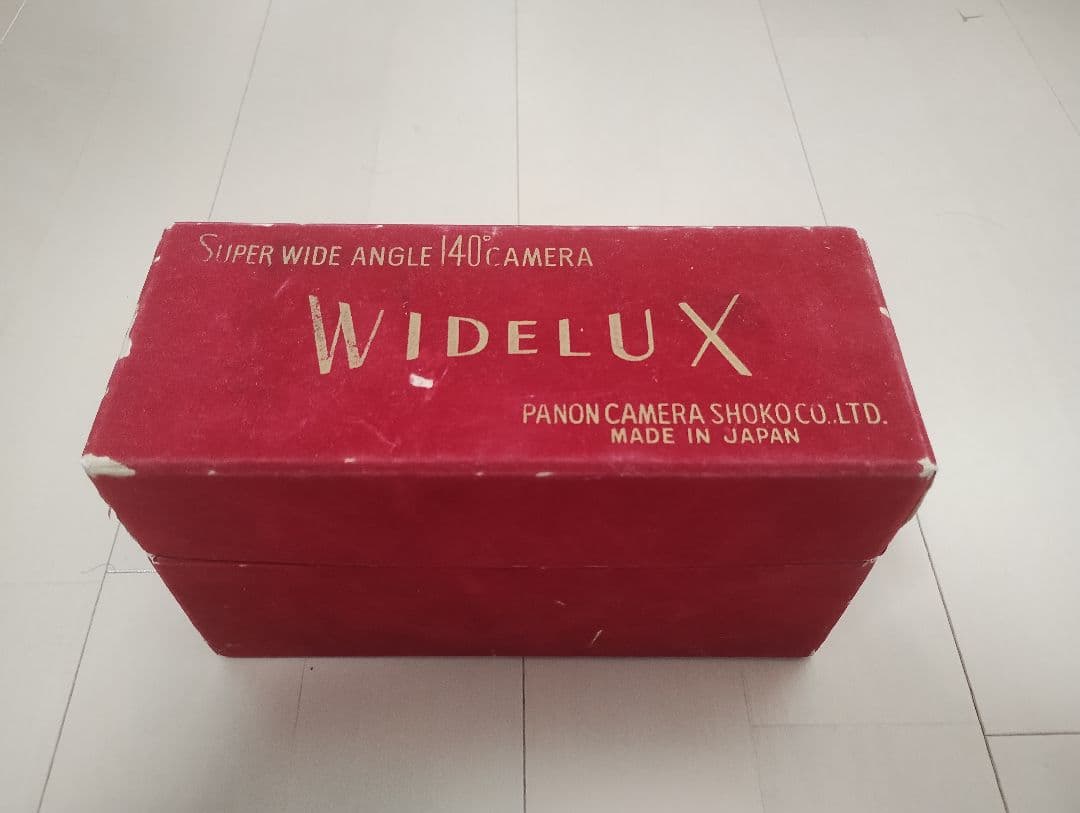 SUPER WIDE ANGLE 140° CAMERA
WIDELUX
PANON CAMERA SHOKO CO.,LTD.
MADE IN JAPAN